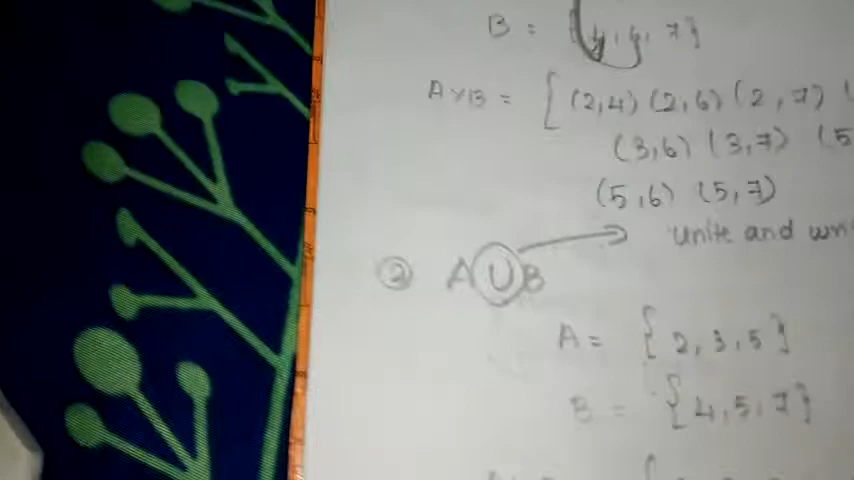 B = { 4, 7}
A×B = { (2,4) (2,6) (2,7)
(3,6) (3,7) (5
(5,6) (5,7)
② A U B → unite and
A = { 2, 3, 5 }
B = { 4, 5, 7 }